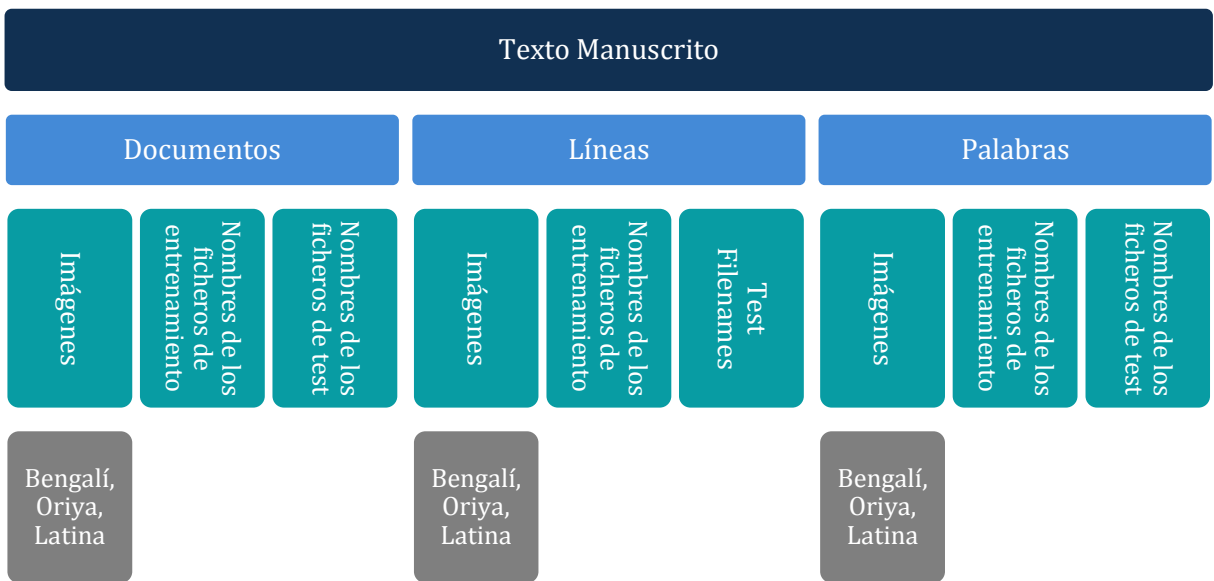 Texto Manuscrito
Documentos
Líneas
Palabras
Imágenes
Nombres de los
ficheros de
entrenamiento
Nombres de los
ficheros de test
Imágenes
Nombres de los
ficheros de
entrenamiento
Test
Filenames
Imágenes
Nombres de los
ficheros de
entrenamiento
Nombres de los
ficheros de test
Bengalí,
Oriya,
Latina
Bengalí,
Oriya,
Latina
Bengalí,
Oriya,
Latina